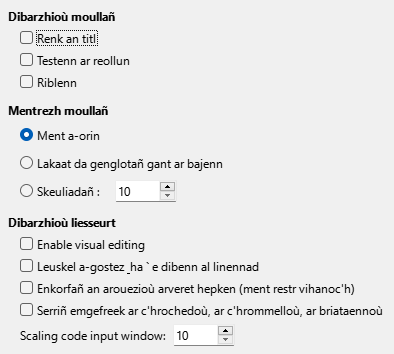 Dibarzhioù moullañ
Renk an titl
Testenn ar reollun
Riblenn
Mentrezh moullañ
Ment a-orin
Lakaat da genglotañ gant ar bajenn
Skeuliadañ : 10
Dibarzhioù liesseurt
Enable visual editing
Leuskel a-gostez _ha ` e dibenn al linennad
Enkorfañ an arouezioù arveret hepken (ment restr vihanoc'h)
Serriñ emgefreek ar c'hrochedoù, ar c'hrommelloù, ar briataennoù
Scaling code input window: 10